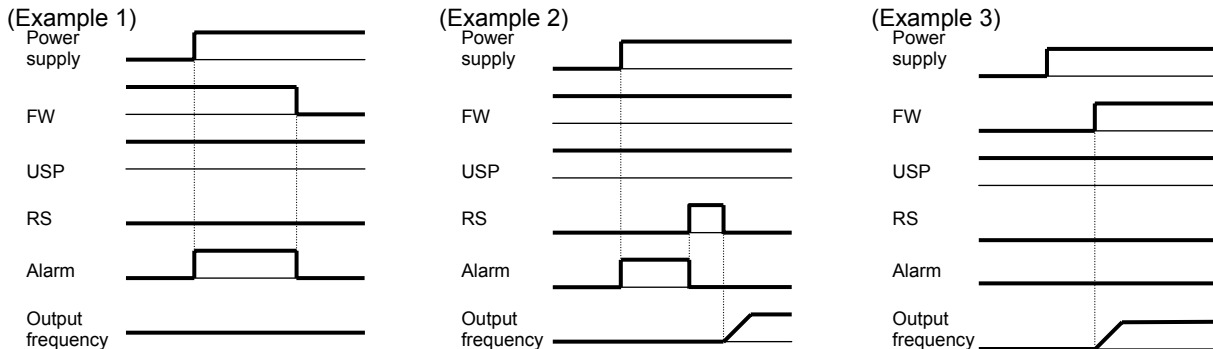 (Example 1)
Power
supply
FW
USP
RS
Alarm
Output
frequency
(Example 2)
Power
supply
FW
USP
RS
Alarm
Output
frequency
(Example 3)
Power
supply
FW
USP
RS
Alarm
Output
frequency